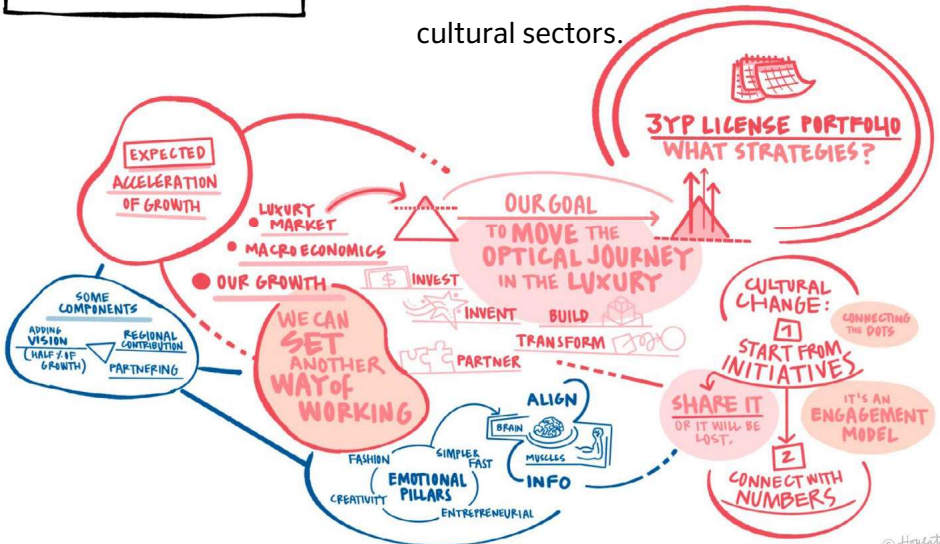 cultural sectors.
3YP LICENSE PORTFOLIO
WHAT STRATEGIES?
EXPECTED
ACCELERATION
OF GROWTH
LUXURY
MARKET
MACROECONOMICS
OUR GROWTH
OUR GOAL
TO MOVE THE
OPTICAL JOURNEY
IN THE LUXURY
$ INVEST
INVENT
BUILD
TRANSFORM
PARTNER
SOME
COMPONENTS
ADDING
VISION
(HALF % OF
GROWTH)
REGIONAL
CONTRIBUTION
PARTNERING
WE CAN
SET
ANOTHER
WAY OF
WORKING
EMOTIONAL
PILLARS
FASHION
SIMPLER
FAST
CREATIVITY
ENTREPRENEURIAL
ALIGN
BRAIN
MUSCLES
INFO
CULTURAL
CHANGE:
1
START FROM
INITIATIVES
CONNECTING
THE DOTS
SHARE IT
OR IT WILL BE
LOST.
IT'S AN
ENGAGEMENT
MODEL
2
CONNECT WITH
NUMBERS